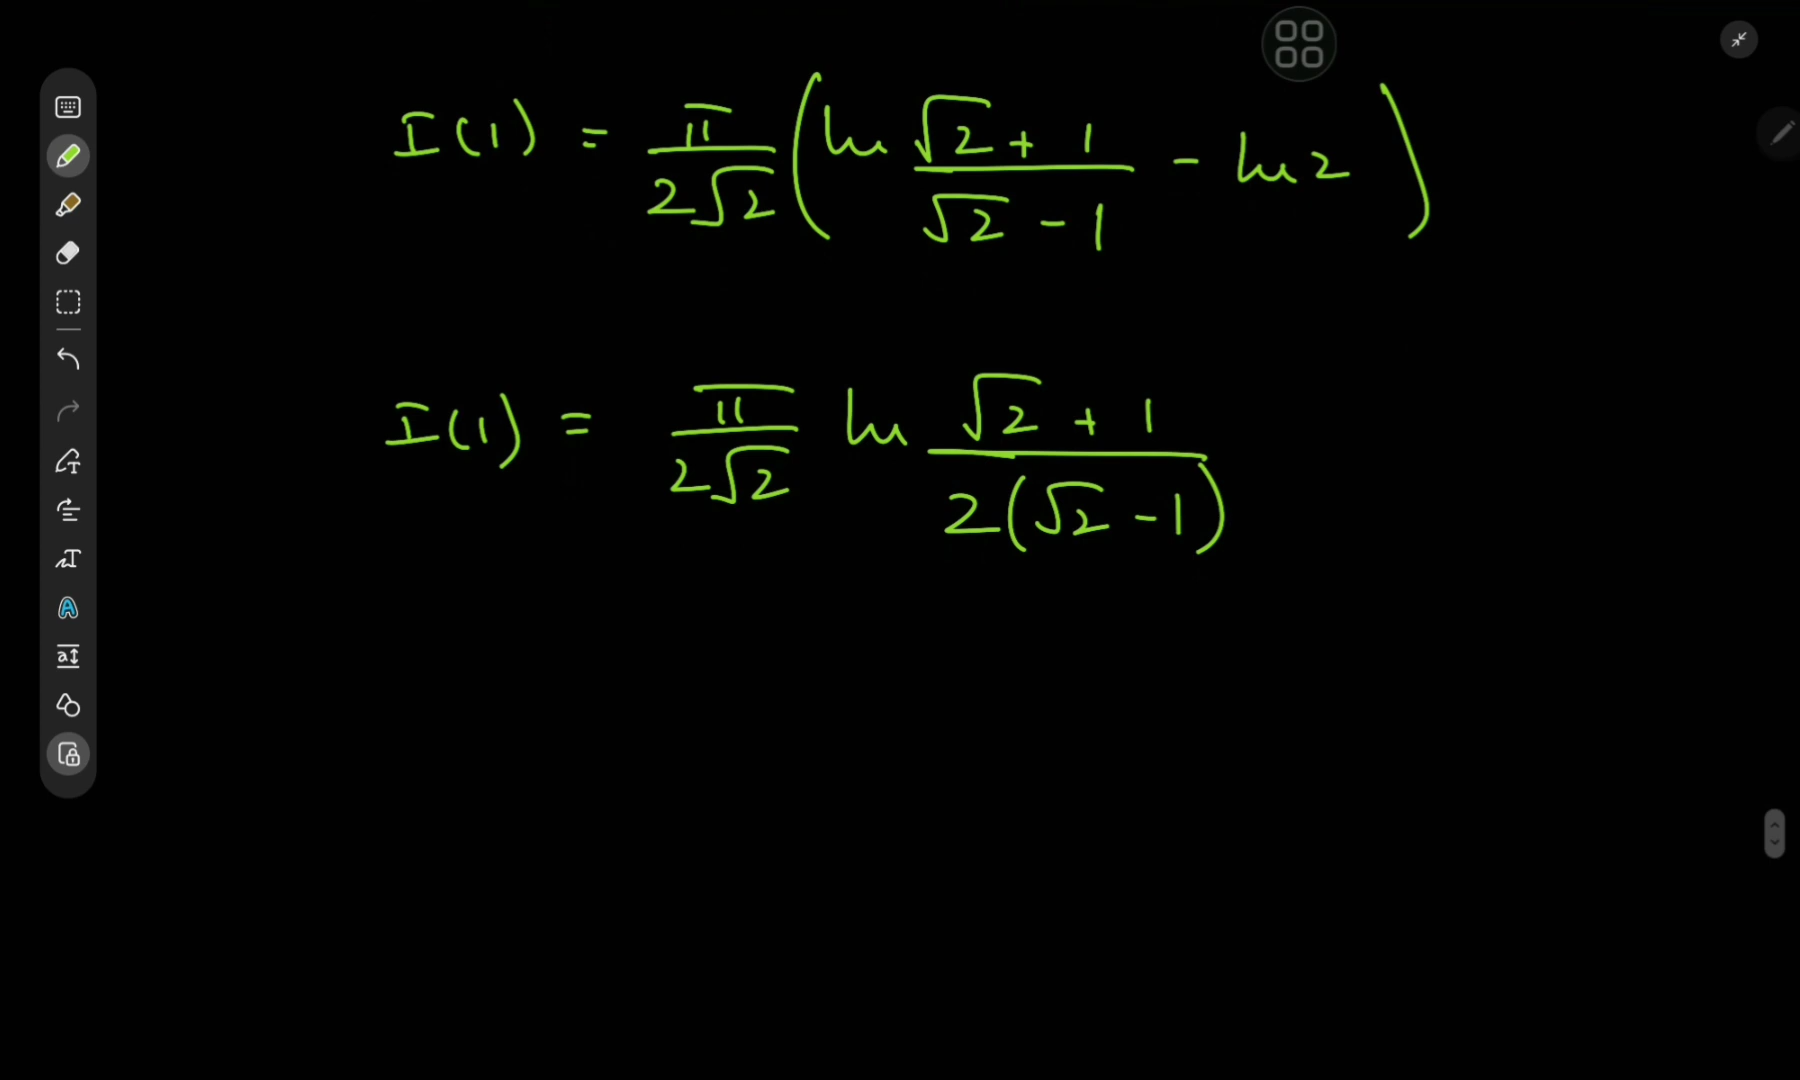 I(1) = π/(2√2) (ln (√2 + 1)/(√2 - 1) - ln 2)
I(1) = π/(2√2) ln (√2 + 1)/(2(√2 - 1))